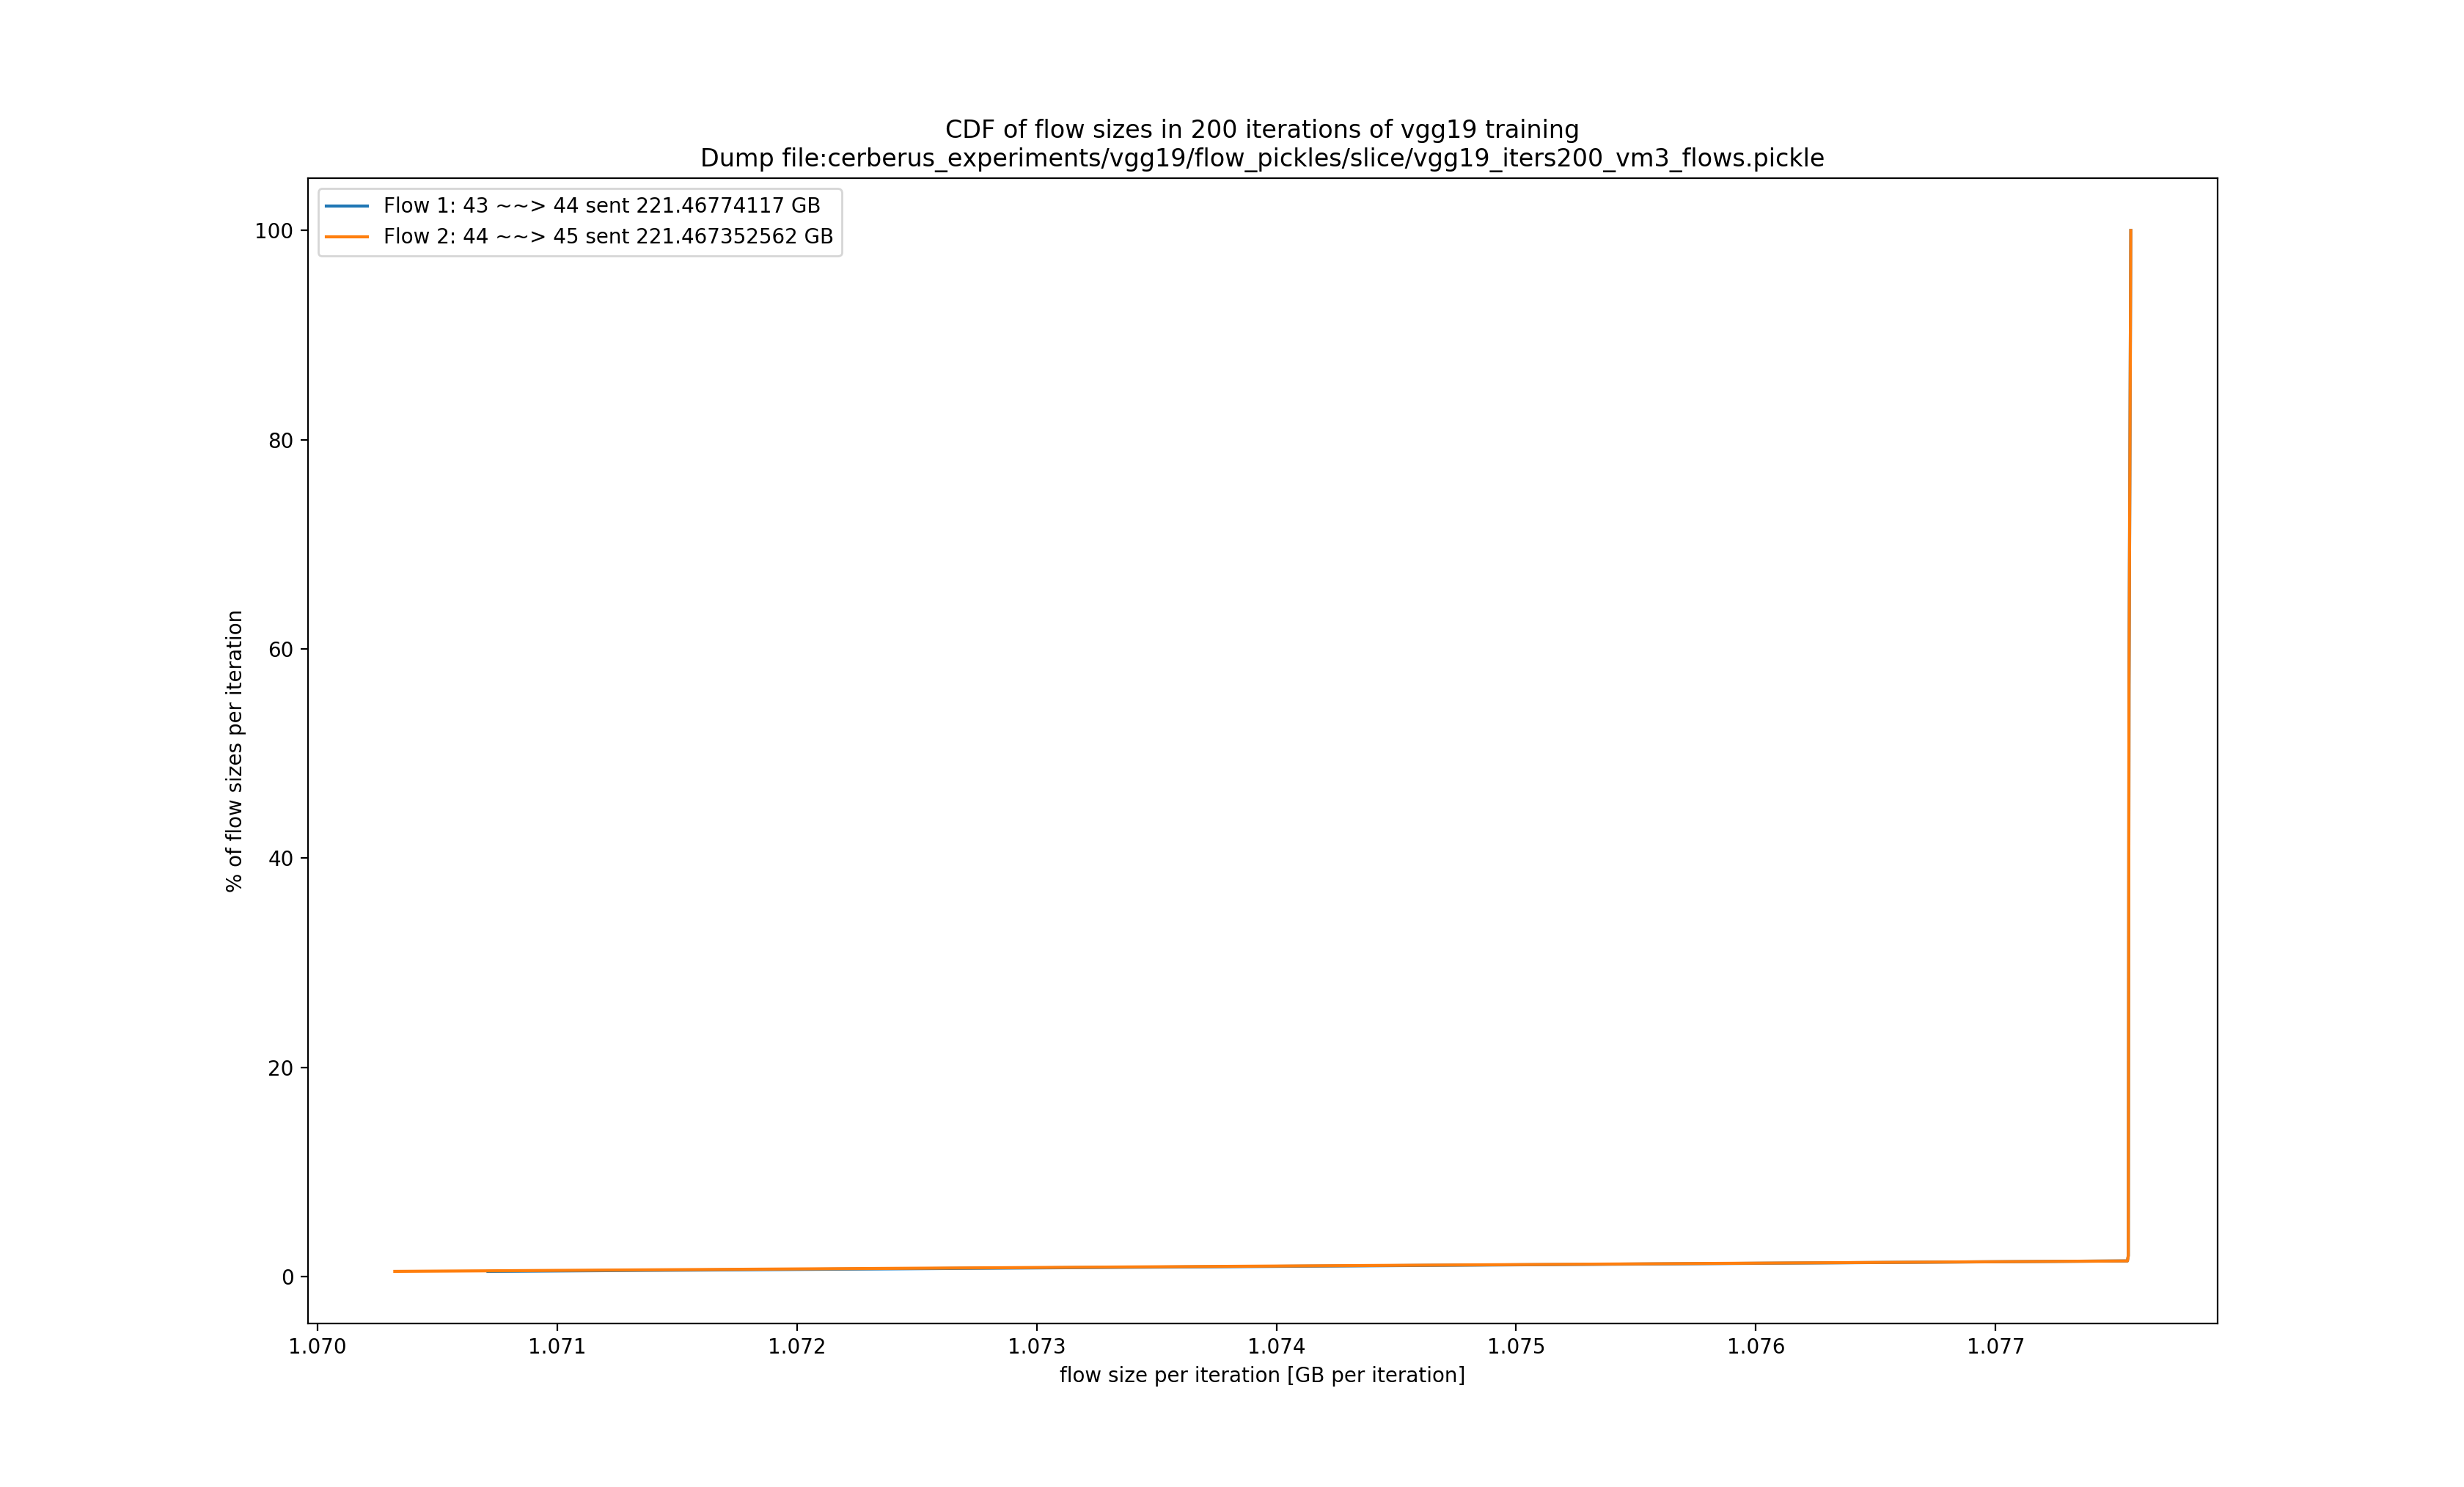 CDF of flow sizes in 200 iterations of vgg19 training
Dump file:cerberus_experiments/vgg19/flow_pickles/slice/vgg19_iters200_vm3_flows.pickle
Flow 1: 43 ~~> 44 sent 221.46774117 GB
Flow 2: 44 ~~> 45 sent 221.467352562 GB
100
80
60
40
20
0
% of flow sizes per iteration
1.070 1.071 1.072 1.073 1.074 1.075 1.076 1.077
flow size per iteration [GB per iteration]